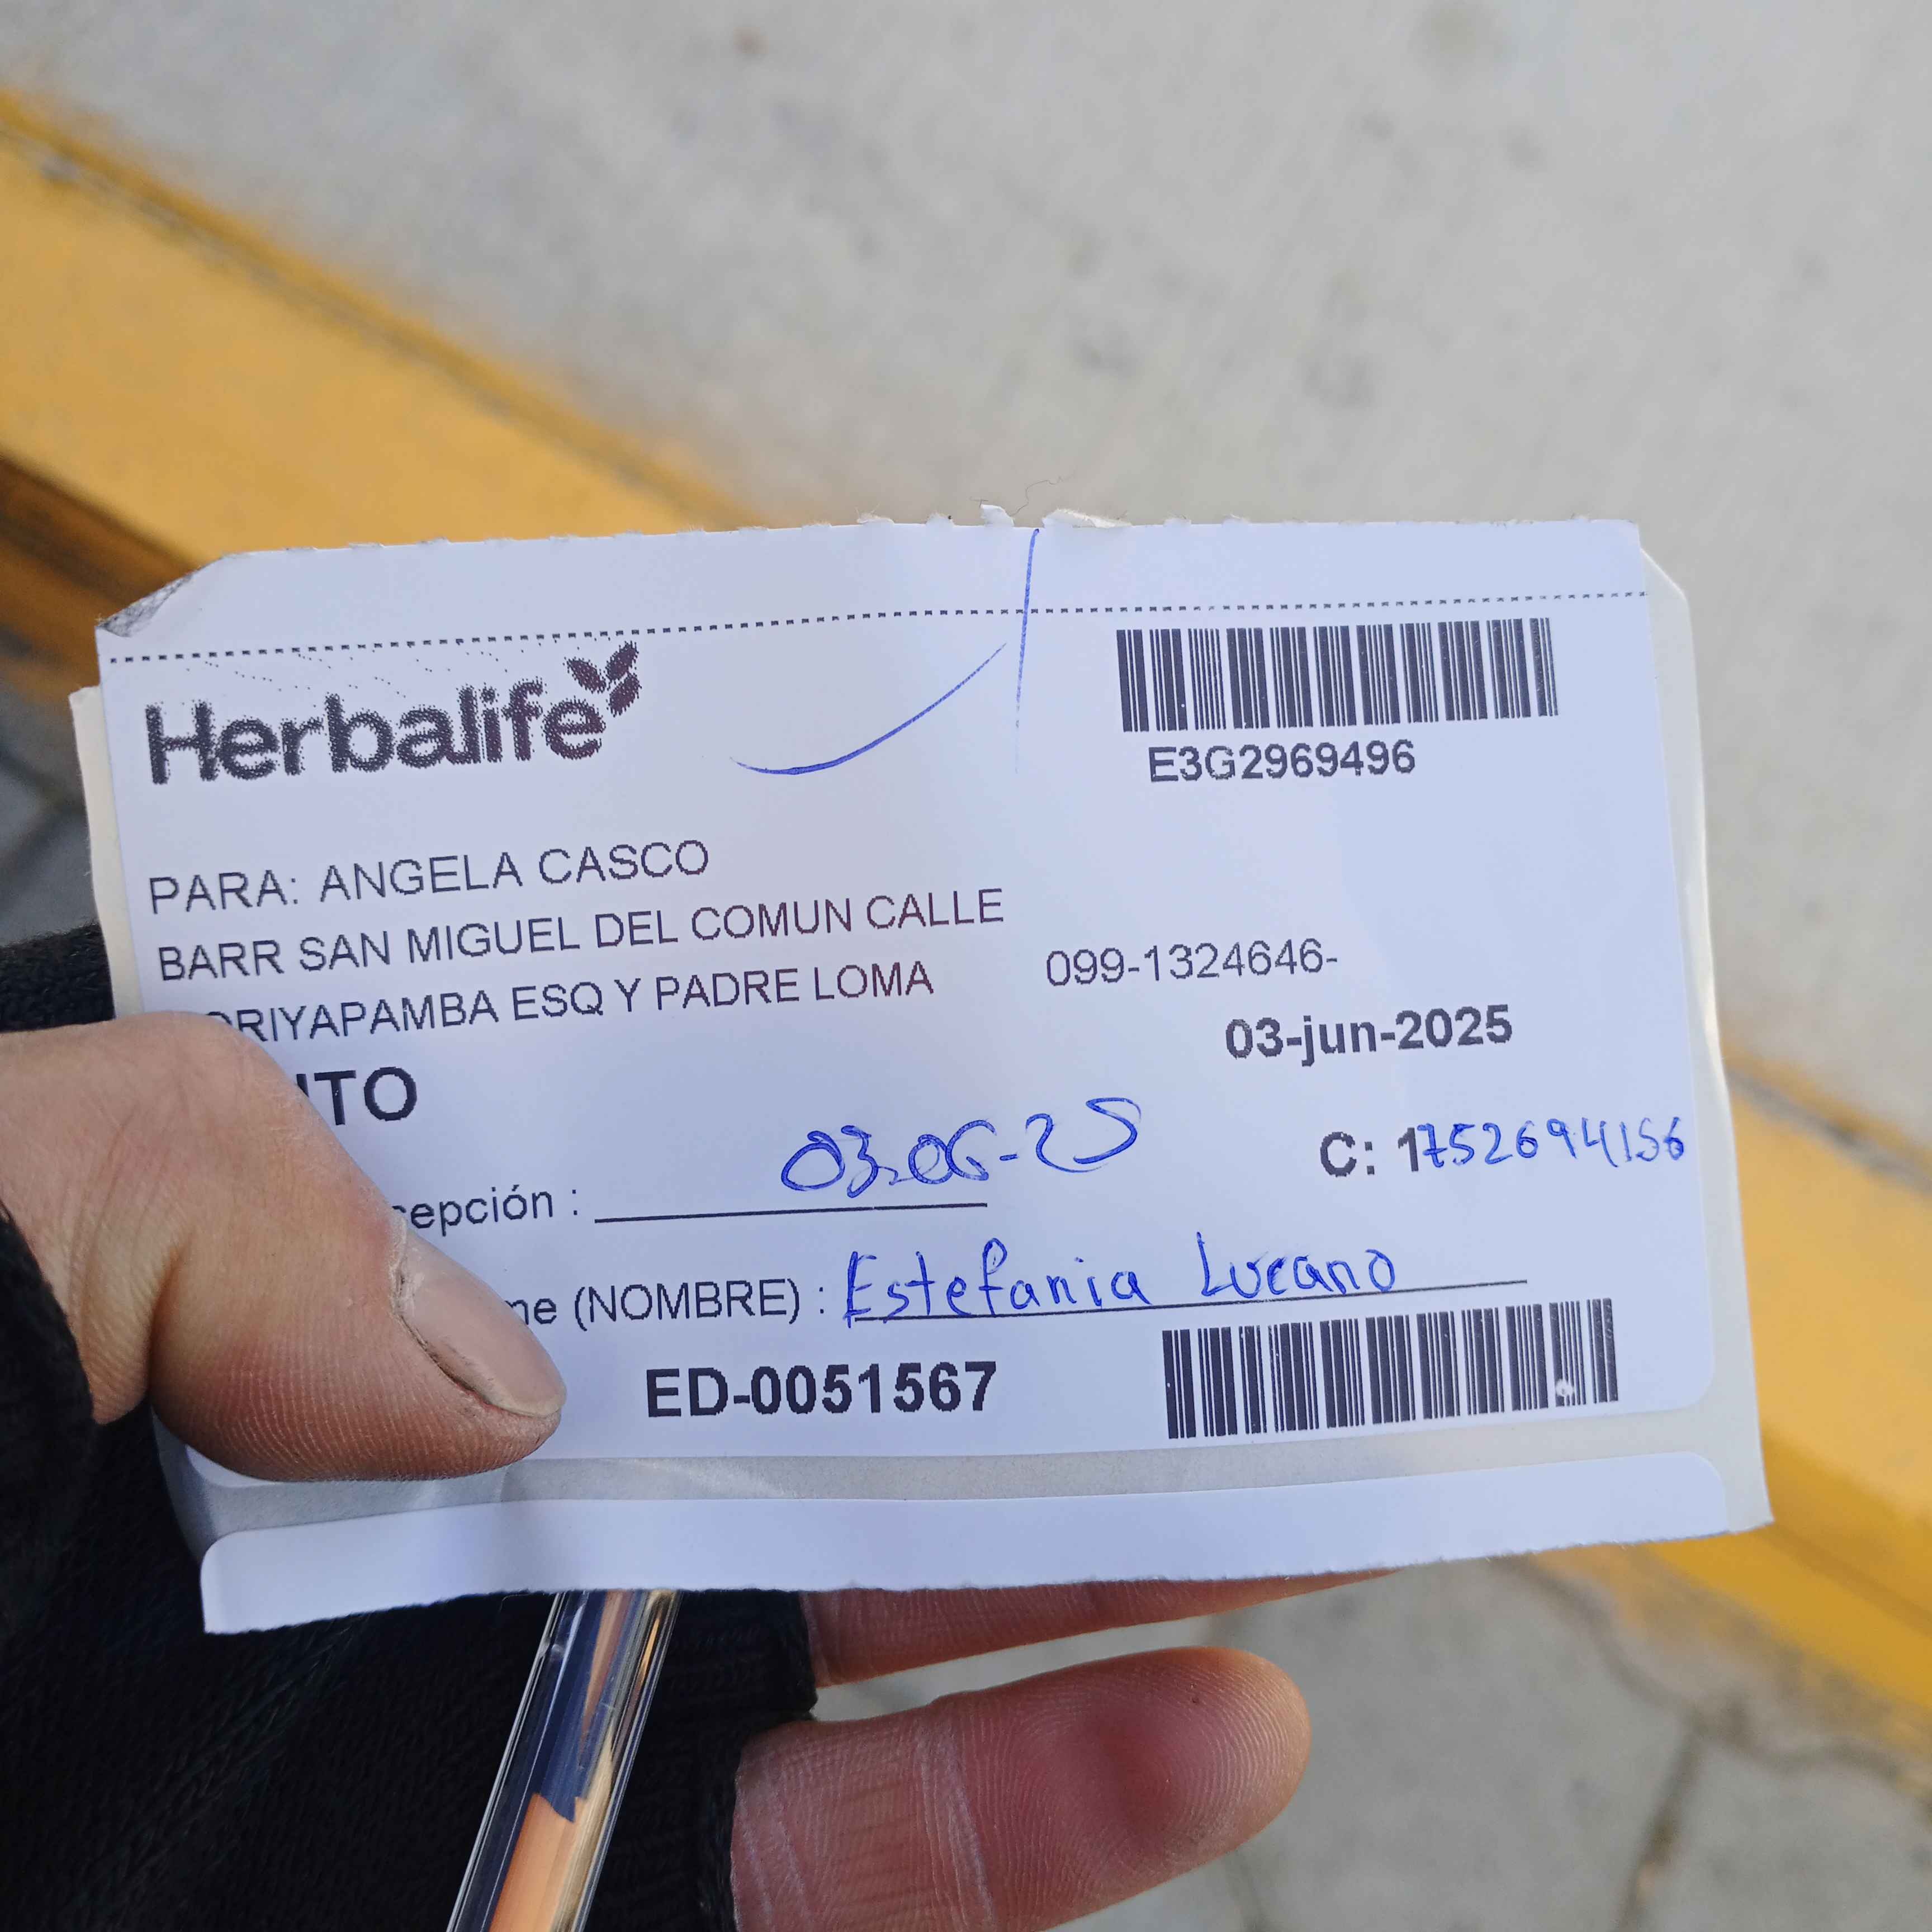 Herbalife
E3G2969496
PARA: ANGELA CASCO
BARR SAN MIGUEL DEL COMUN CALLE
ORIYAPAMBA ESQ Y PADRE LOMA
099-1324646-
03-jun-2025
ITO
03-06-25
C: 1752694156
cepción :
ne (NOMBRE) : Estefania Lucano
ED-0051567